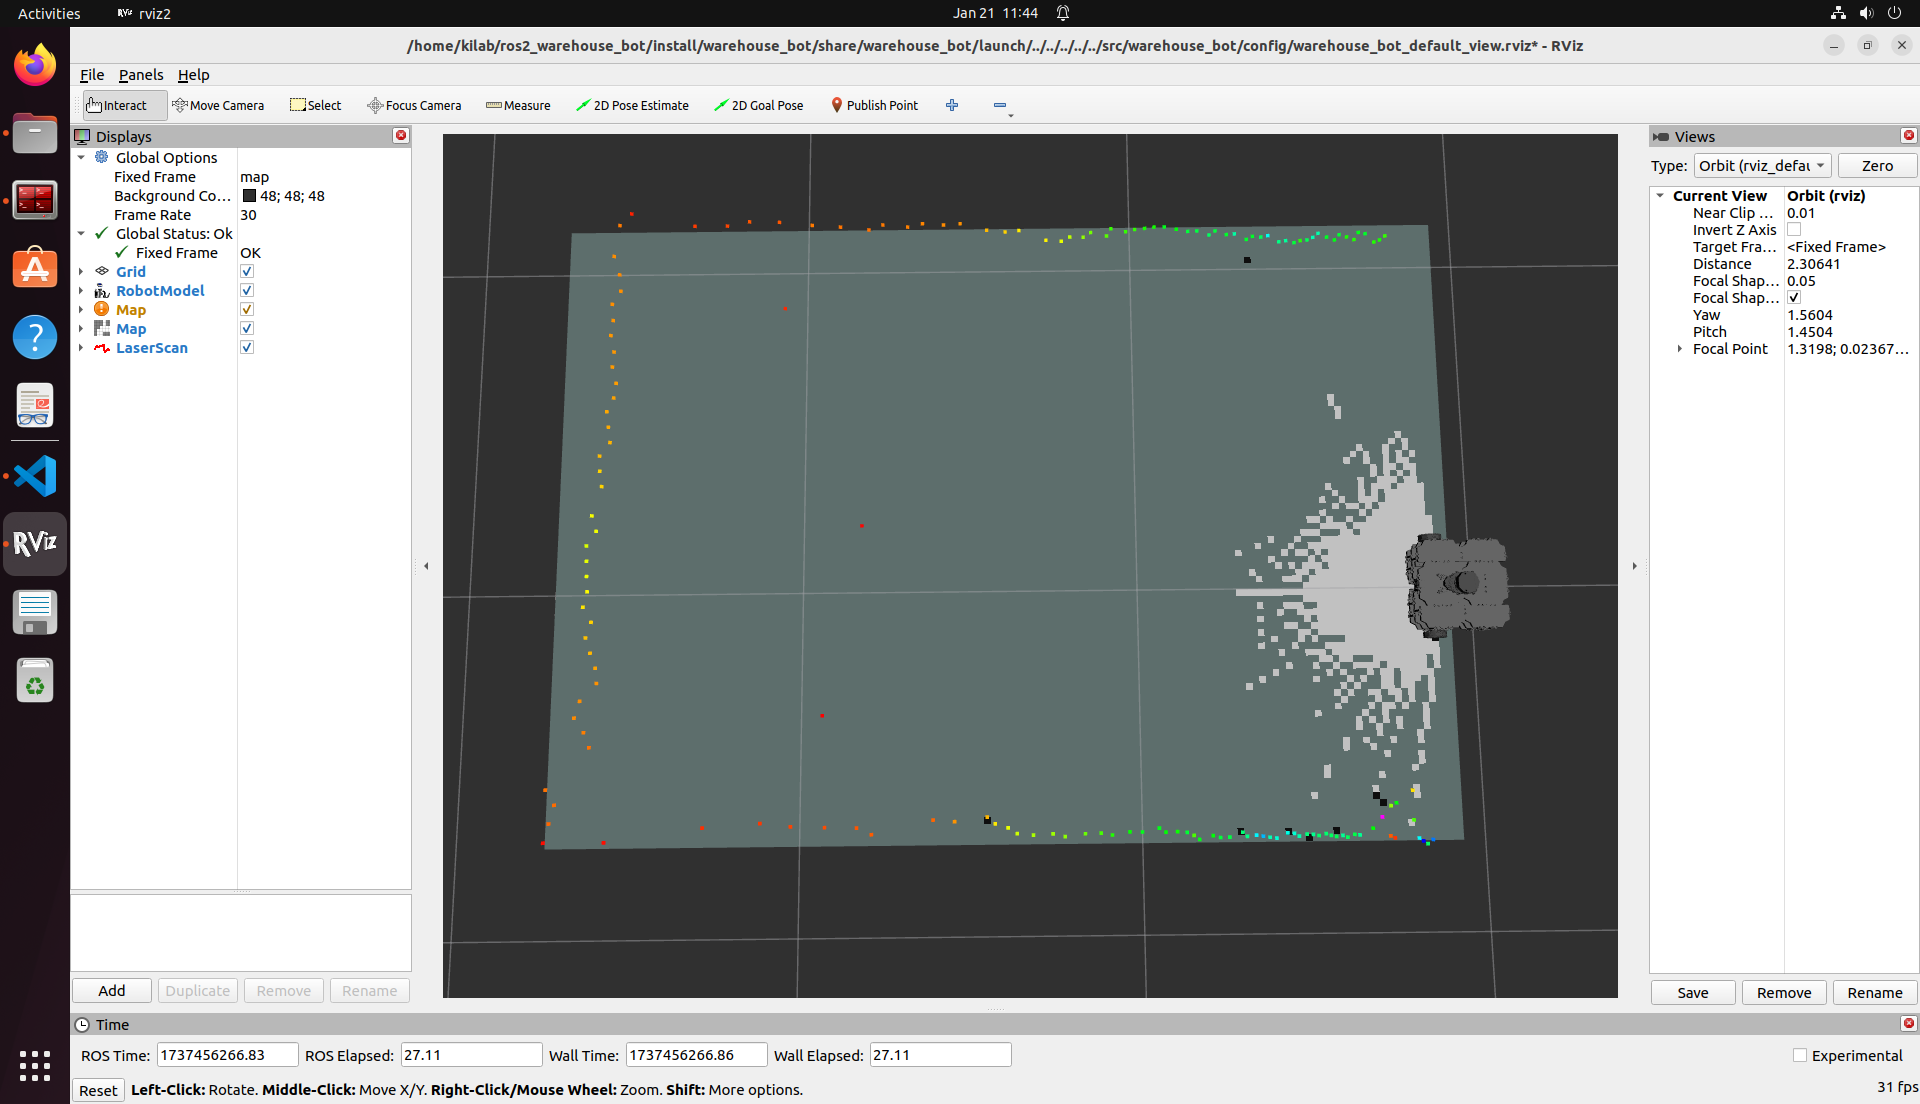 Activities
rviz2
Jan 21 11:44
/home/kilab/ros2_warehouse_bot/install/warehouse_bot/share/warehouse_bot/launch/../../../../../src/warehouse_bot/config/warehouse_bot_default_view.rviz* - RViz
File Panels Help
Interact Move Camera Select Focus Camera Measure 2D Pose Estimate 2D Goal Pose Publish Point
Displays
Global Options
Fixed Frame map
Background Co... 48; 48; 48
Frame Rate 30
Global Status: Ok
Fixed Frame OK
Grid
RobotModel
Map
Map
LaserScan
Add Duplicate Remove Rename
Views
Type: Orbit (rviz_defau Zero
Current View Orbit (rviz)
Near Clip ... 0.01
Invert Z Axis
Target Fra... <Fixed Frame>
Distance 2.30641
Focal Shap... 0.05
Focal Shap...
Yaw 1.5604
Pitch 1.4504
Focal Point 1.3198; 0.02367...
Save Remove Rename
RViz
Time
ROS Time: 1737456266.83 ROS Elapsed: 27.11 Wall Time: 1737456266.86 Wall Elapsed: 27.11 Experimental
Reset Left-Click: Rotate. Middle-Click: Move X/Y. Right-Click/Mouse Wheel: Zoom. Shift: More options. 31 fps